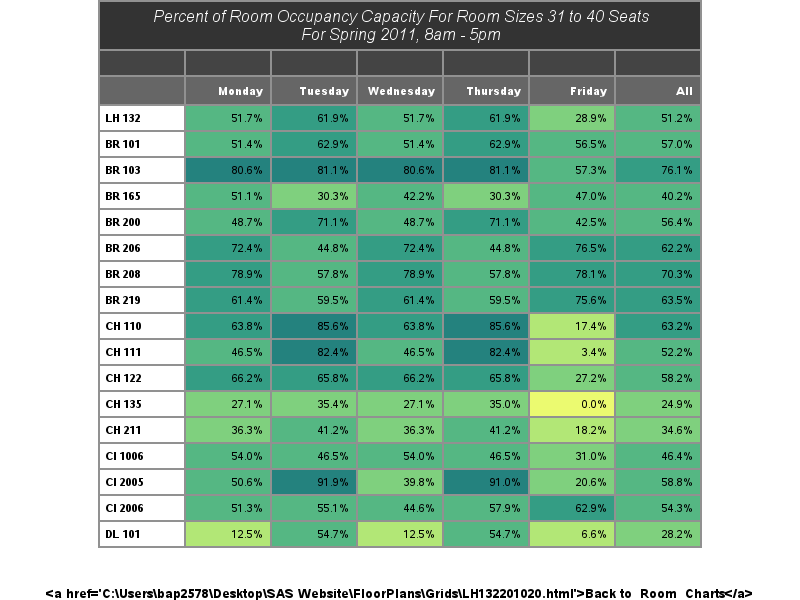 Percent of Room Occupancy Capacity For Room Sizes 31 to 40 Seats
For Spring 2011, 8am - 5pm
Monday Tuesday Wednesday Thursday Friday All
LH 132 51.7% 61.9% 51.7% 61.9% 28.9% 51.2%
BR 101 51.4% 62.9% 51.4% 62.9% 56.5% 57.0%
BR 103 80.6% 81.1% 80.6% 81.1% 57.3% 76.1%
BR 165 51.1% 30.3% 42.2% 30.3% 47.0% 40.2%
BR 200 48.7% 71.1% 48.7% 71.1% 42.5% 56.4%
BR 206 72.4% 44.8% 72.4% 44.8% 76.5% 62.2%
BR 208 78.9% 57.8% 78.9% 57.8% 78.1% 70.3%
BR 219 61.4% 59.5% 61.4% 59.5% 75.6% 63.5%
CH 110 63.8% 85.6% 63.8% 85.6% 17.4% 63.2%
CH 111 46.5% 82.4% 46.5% 82.4% 3.4% 52.2%
CH 122 66.2% 65.8% 66.2% 65.8% 27.2% 58.2%
CH 135 27.1% 35.4% 27.1% 35.0% 0.0% 24.9%
CH 211 36.3% 41.2% 36.3% 41.2% 18.2% 34.6%
CI 1006 54.0% 46.5% 54.0% 46.5% 31.0% 46.4%
CI 2005 50.6% 91.9% 39.8% 91.0% 20.6% 58.8%
CI 2006 51.3% 55.1% 44.6% 57.9% 62.9% 54.3%
DL 101 12.5% 54.7% 12.5% 54.7% 6.6% 28.2%
&lt;a href='C:\Users\bap2578\Desktop\SAS Website\FloorPlans\Grids\LH132201020.html'&gt;Back to Room Charts&lt;/a&gt;